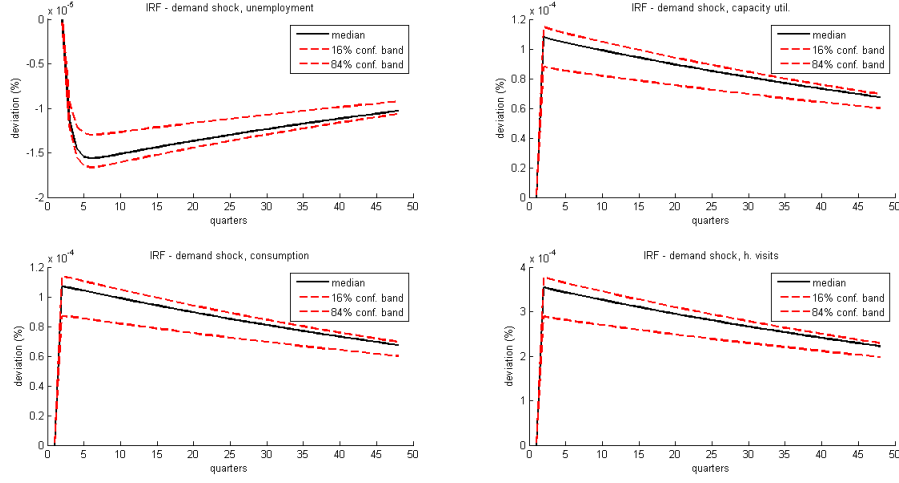 IRF - demand shock, unemployment
x 10^-5
0
-0.5
-1
-1.5
-2
deviation (%)
0 5 10 15 20 25 30 35 40 45 50
quarters
median
16% conf. band
84% conf. band
IRF - demand shock, capacity util.
x 10^-4
1.2
1
0.8
0.6
0.4
0.2
0
deviation (%)
0 5 10 15 20 25 30 35 40 45 50
quarters
median
16% conf. band
84% conf. band
IRF - demand shock, consumption
x 10^-4
1.2
1
0.8
0.6
0.4
0.2
0
deviation (%)
0 5 10 15 20 25 30 35 40 45 50
quarters
median
16% conf. band
84% conf. band
IRF - demand shock, h. visits
x 10^-4
4
3
2
1
0
deviation (%)
0 5 10 15 20 25 30 35 40 45 50
quarters
median
16% conf. band
84% conf. band